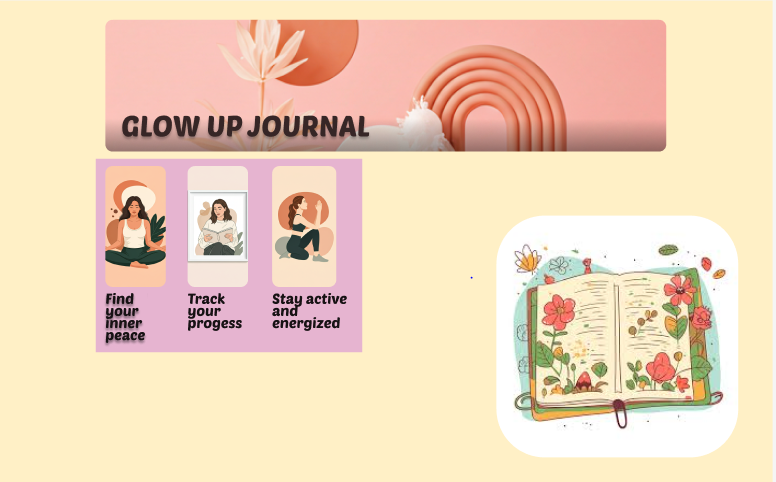 GLOW UP JOURNAL
Find
your
inner
peace
Track
your
progess
Stay active
and
energized